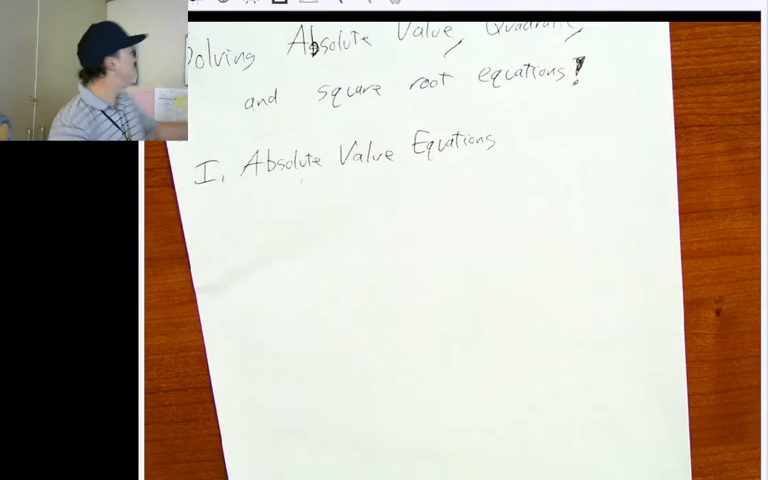 Solving Absolute Value, Quadratic,
and square root equations!
I. Absolute Value Equations